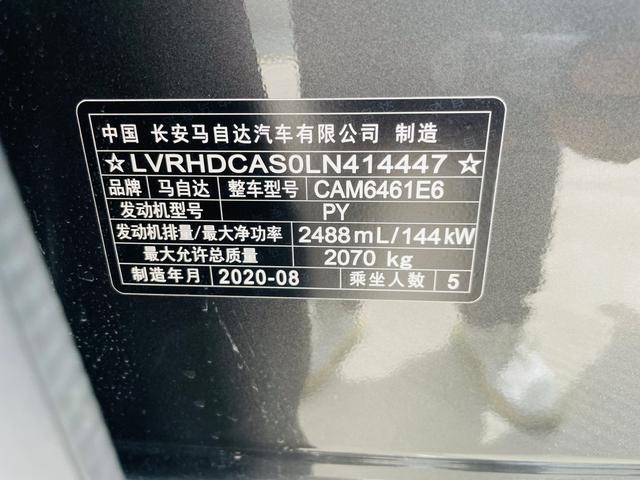 中国 长安马自达汽车有限公司 制造
☆LVRHDCAS0LN414447☆
品牌 马自达 整车型号 CAM6461E6
发动机型号 PY
发动机排量/最大净功率 2488mL/144kW
最大允许总质量 2070 kg
制造年月 2020-08 乘坐人数 5